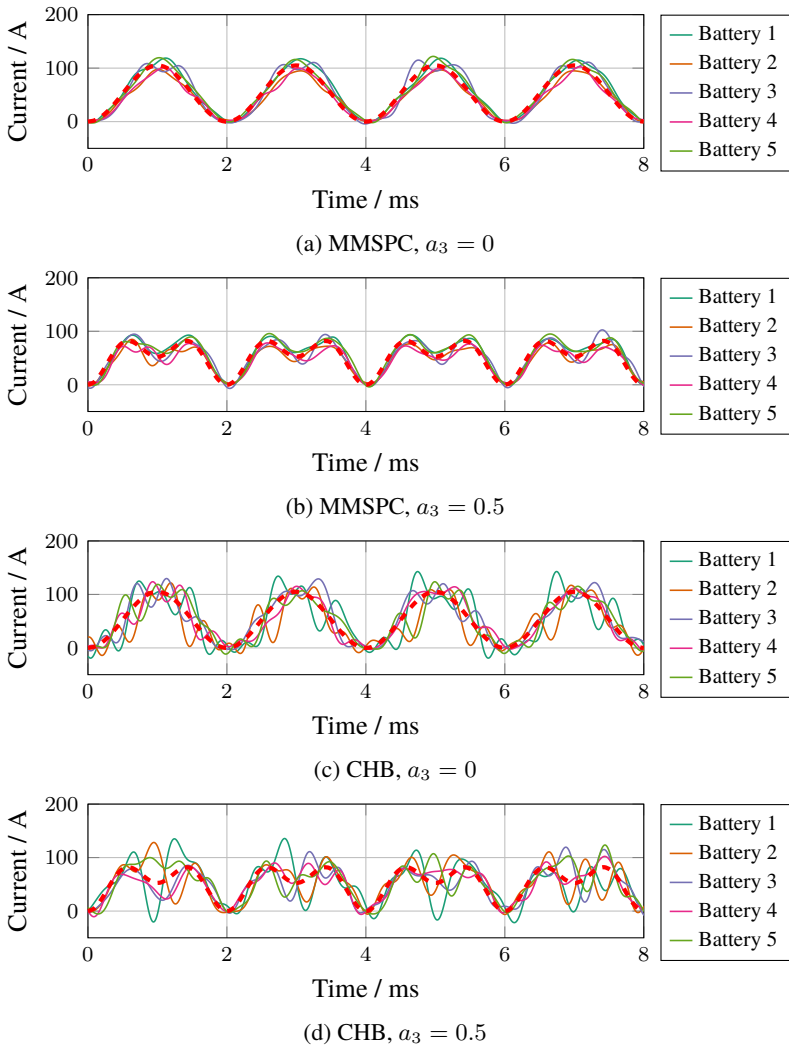 200
100
0
Current / A
0
2
4
6
8
Time / ms
Battery 1
Battery 2
Battery 3
Battery 4
Battery 5
(a) MMSPC, a₃ = 0
200
100
0
Current / A
0
2
4
6
8
Time / ms
Battery 1
Battery 2
Battery 3
Battery 4
Battery 5
(b) MMSPC, a₃ = 0.5
200
100
0
Current / A
0
2
4
6
8
Time / ms
Battery 1
Battery 2
Battery 3
Battery 4
Battery 5
(c) CHB, a₃ = 0
200
100
0
Current / A
0
2
4
6
8
Time / ms
Battery 1
Battery 2
Battery 3
Battery 4
Battery 5
(d) CHB, a₃ = 0.5